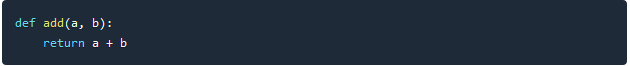 def add(a, b):
    return a + b